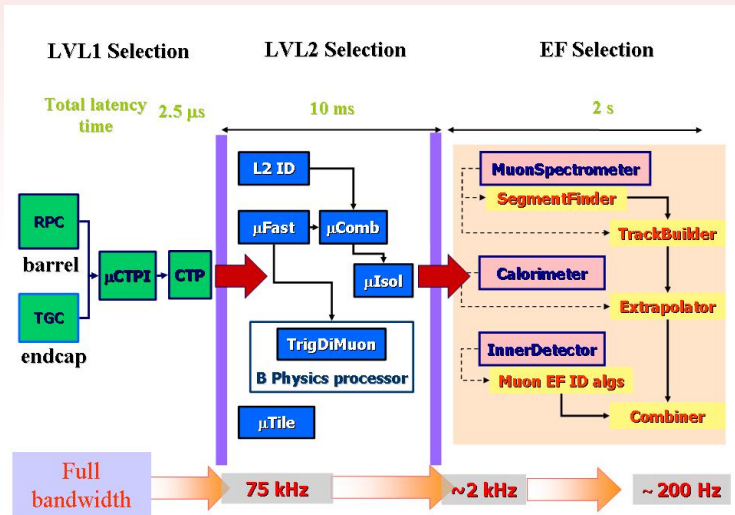 LVL1 Selection
LVL2 Selection
EF Selection
Total latency
time
2.5 μs
10 ms
2 s
L2 ID
μFast
μComb
μIsol
TrigDiMuon
B Physics processor
μTile
RPC
barrel
TGC
endcap
μCTPI
CTP
MuonSpectrometer
SegmentFinder
TrackBuilder
Calorimeter
Extrapolator
InnerDetector
Muon EF ID algs
Combiner
Full
bandwidth
75 kHz
~2 kHz
~ 200 Hz